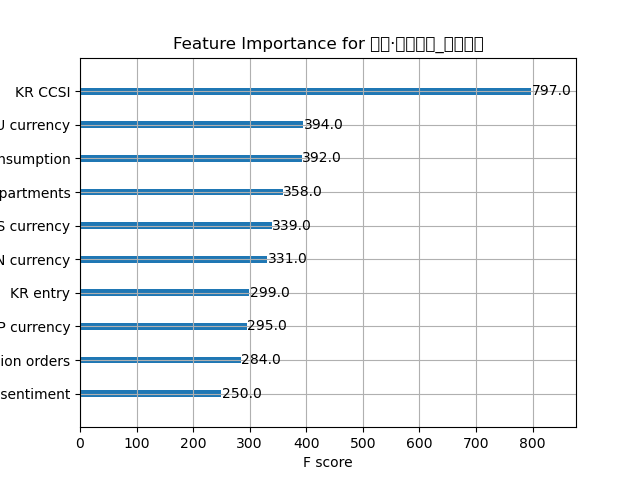 Feature Importance for
KR CCSI 797.0
U currency 394.0
nsumption 392.0
partments 358.0
S currency 339.0
N currency 331.0
KR entry 299.0
P currency 295.0
ion orders 284.0
sentiment 250.0
0 100 200 300 400 500 600 700 800
F score